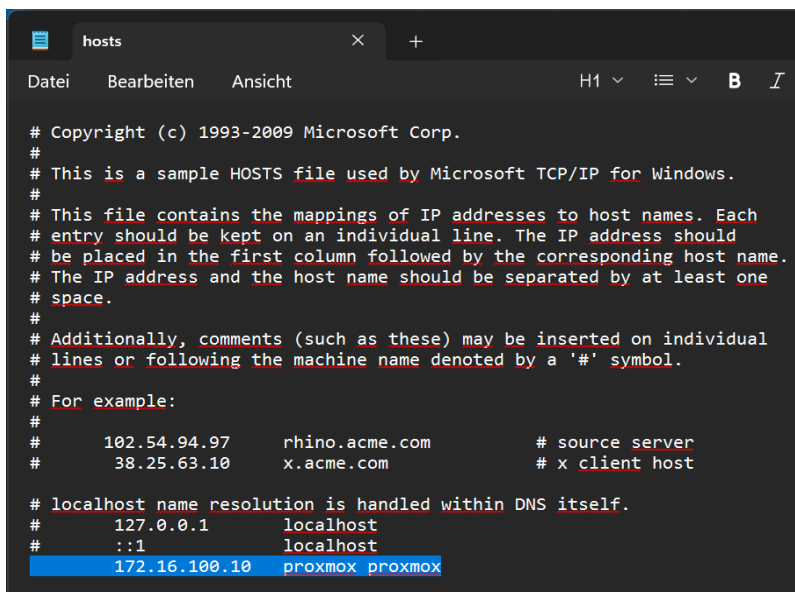 hosts
Datei Bearbeiten Ansicht H1 B I
# Copyright (c) 1993-2009 Microsoft Corp.
#
# This is a sample HOSTS file used by Microsoft TCP/IP for Windows.
#
# This file contains the mappings of IP addresses to host names. Each
# entry should be kept on an individual line. The IP address should
# be placed in the first column followed by the corresponding host name.
# The IP address and the host name should be separated by at least one
# space.
#
# Additionally, comments (such as these) may be inserted on individual
# lines or following the machine name denoted by a '#' symbol.
#
# For example:
#
#      102.54.94.97     rhino.acme.com          # source server
#       38.25.63.10     x.acme.com              # x client host

# localhost name resolution is handled within DNS itself.
#       127.0.0.1       localhost
#       ::1             localhost
        172.16.100.10   proxmox proxmox